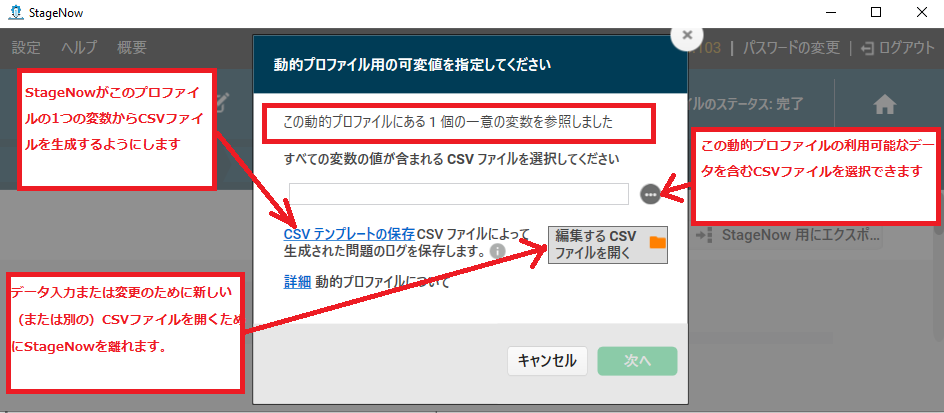 StageNow
設定 ヘルプ 概要
103 | パスワードの変更 | ログアウト
動的プロファイル用の可変値を指定してください
StageNowがこのプロファイ
ルの1つの変数からCSVファイル
を生成するようにします
イルのステータス: 完了
この動的プロファイルにある 1 個の一意の変数を参照しました
すべての変数の値が含まれる CSV ファイルを選択してください
この動的プロファイルの利用可能なデー
タを含むCSVファイルを選択できます
CSV テンプレートの保存 CSV ファイルによって
生成された問題のログを保存します。
編集する CSV
ファイルを開く
StageNow 用にエクスポ...
詳細 動的プロファイルについて
データ入力または変更のために新しい
（または別の）CSVファイルを開くため
にStageNowを離れます。
キャンセル
次へ